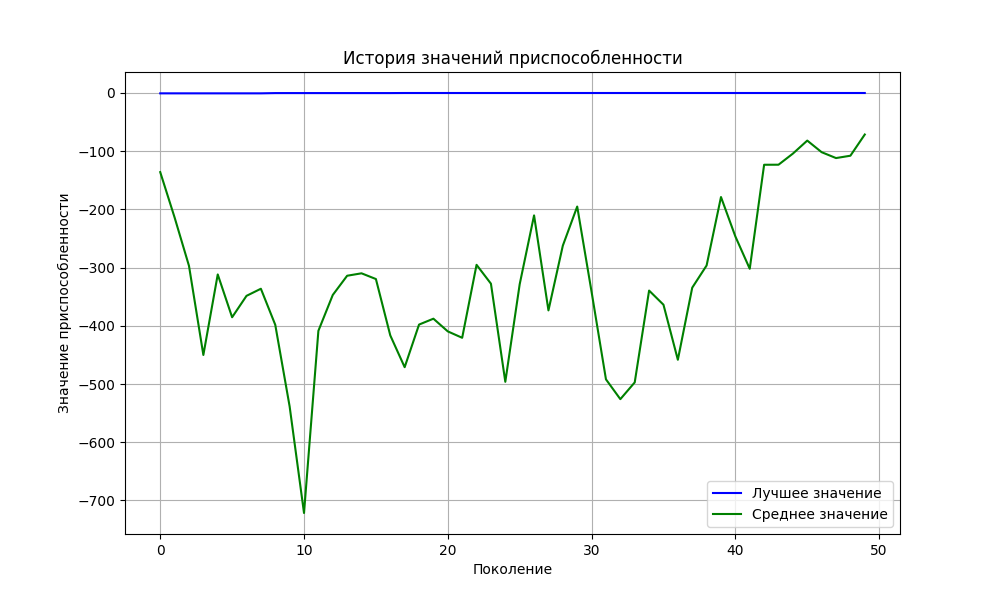 История значений приспособленности
Значение приспособленности
0
−100
−200
−300
−400
−500
−600
−700
0 10 20 30 40 50
Поколение
Лучшее значение
Среднее значение